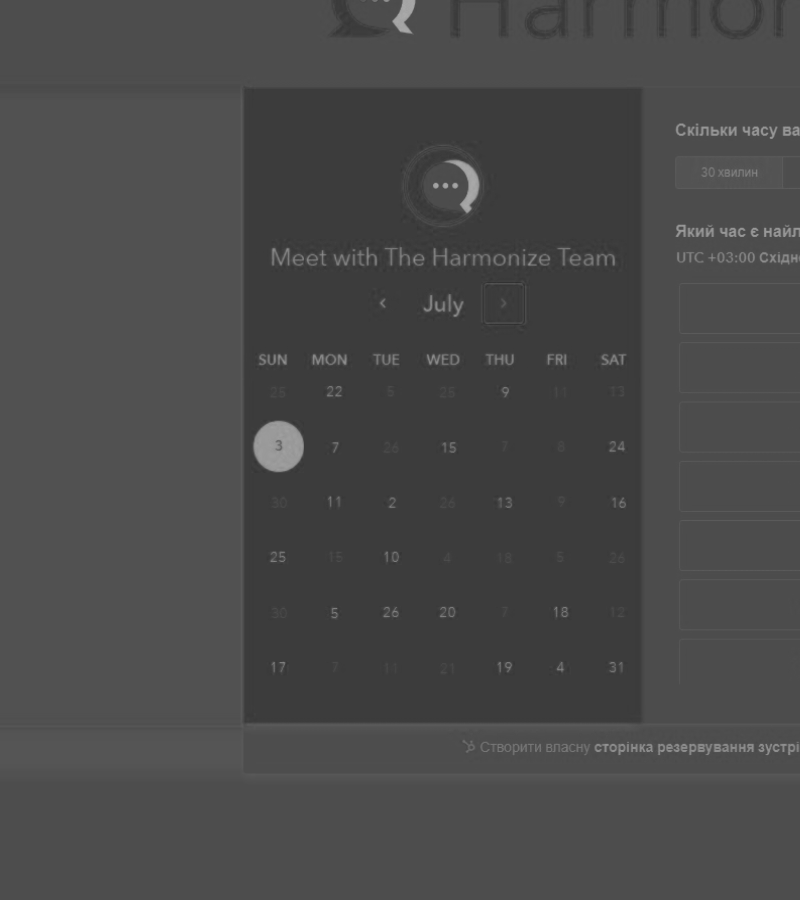 Harmon
Meet with The Harmonize Team
July
SUN MON TUE WED THU FRI SAT
25 22 5 25 9 11 13
3 7 26 15 7 8 24
30 11 2 26 13 9 16
25 15 10 4 18 5 26
30 5 26 20 7 18 12
17 7 11 21 19 4 31
Скільки часу ва
30 хвилин
Який час є найл
UTC +03:00 Східно
Створити власну сторінка резервування зустрі